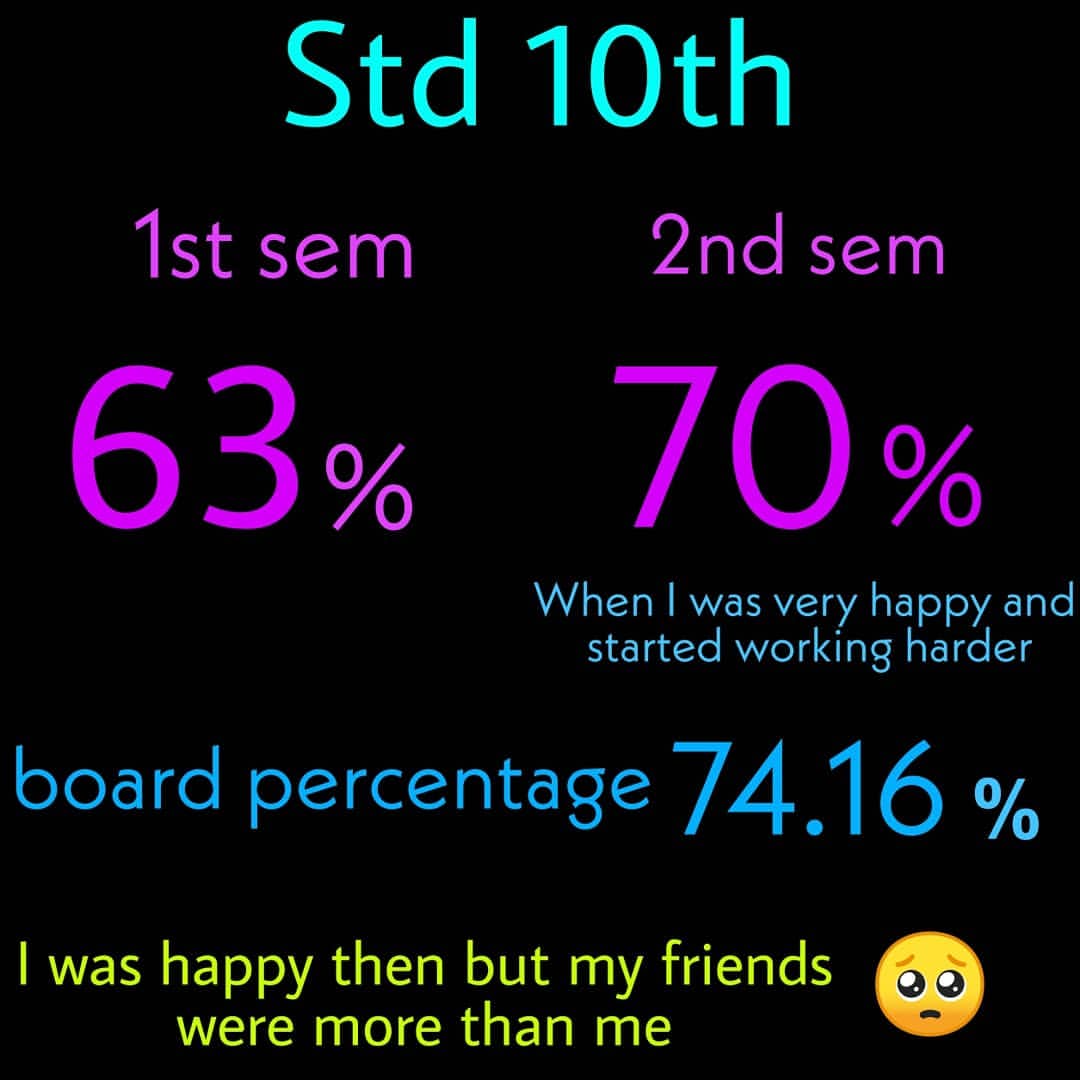 Std 10th
1st sem
2nd sem
63%
70%
When I was very happy and
started working harder
board percentage 74.16 %
I was happy then but my friends
were more than me 🥺